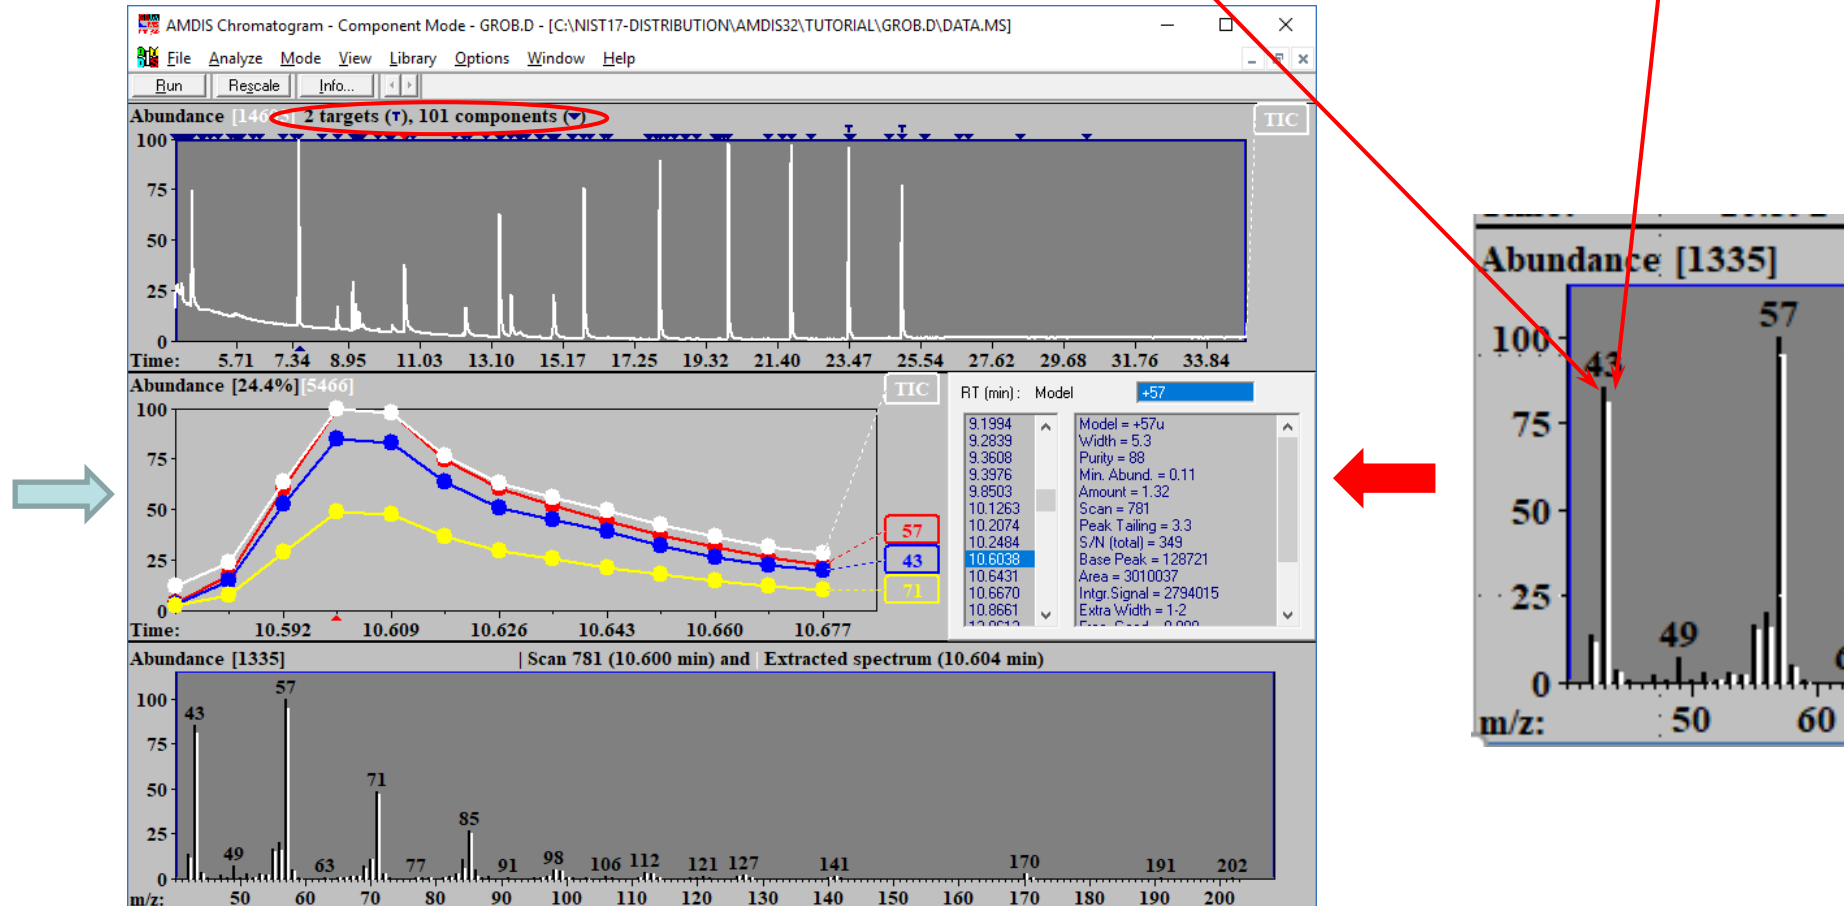 AMDIS Chromatogram - Component Mode - GROB.D - [C:\NIST17-DISTRIBUTION\AMDIS32\TUTORIAL\GROB.D\DATA.MS]
File Analyze Mode View Library Options Window Help
Run Rescale Info...
Abundance 2 targets (T), 101 components (▼)
TIC
100
75
50
25
0
Time: 5.71 7.34 8.95 11.03 13.10 15.17 17.25 19.32 21.40 23.47 25.54 27.62 29.68 31.76 33.84
Abundance [24.4%] [5466]
TIC
100
75
50
25
0
57
43
71
Time: 10.592 10.609 10.626 10.643 10.660 10.677
RT (min): Model +57
9.1994
9.2839
9.3608
9.3976
9.8503
10.1263
10.2074
10.2484
10.6038
10.6431
10.6670
10.8661
Model = +57u
Width = 5.3
Purity = 88
Min. Abund. = 0.11
Amount = 1.32
Scan = 781
Peak Tailing = 3.3
S/N (total) = 349
Base Peak = 128721
Area = 3010037
Intgr.Signal = 2794015
Extra Width = 1-2
Abundance [1335] | Scan 781 (10.600 min) and | Extracted spectrum (10.604 min)
100
75
50
25
0
43 49 57 63 71 77 85 91 98 106 112 121 127 141 170 191 202
m/z: 50 60 70 80 90 100 110 120 130 140 150 160 170 180 190 200
Abundance [1335]
100
75
50
25
0
43
49
57
m/z: 50 60